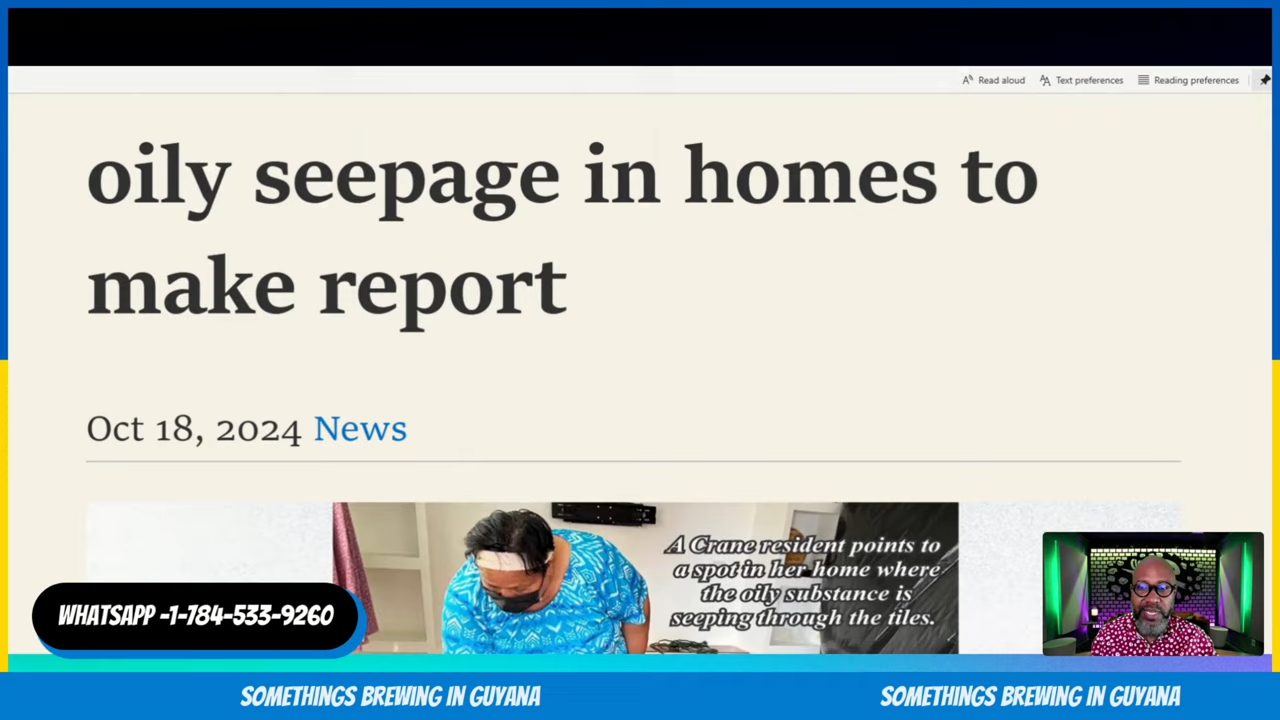 Read aloud Text preferences Reading preferences
oily seepage in homes to
make report
Oct 18, 2024 News
A Crane resident points to
a spot in her home where
the oily substance is
seeping through the tiles.
WHATSAPP -1-784-533-9260
SOMETHINGS BREWING IN GUYANA SOMETHINGS BREWING IN GUYANA